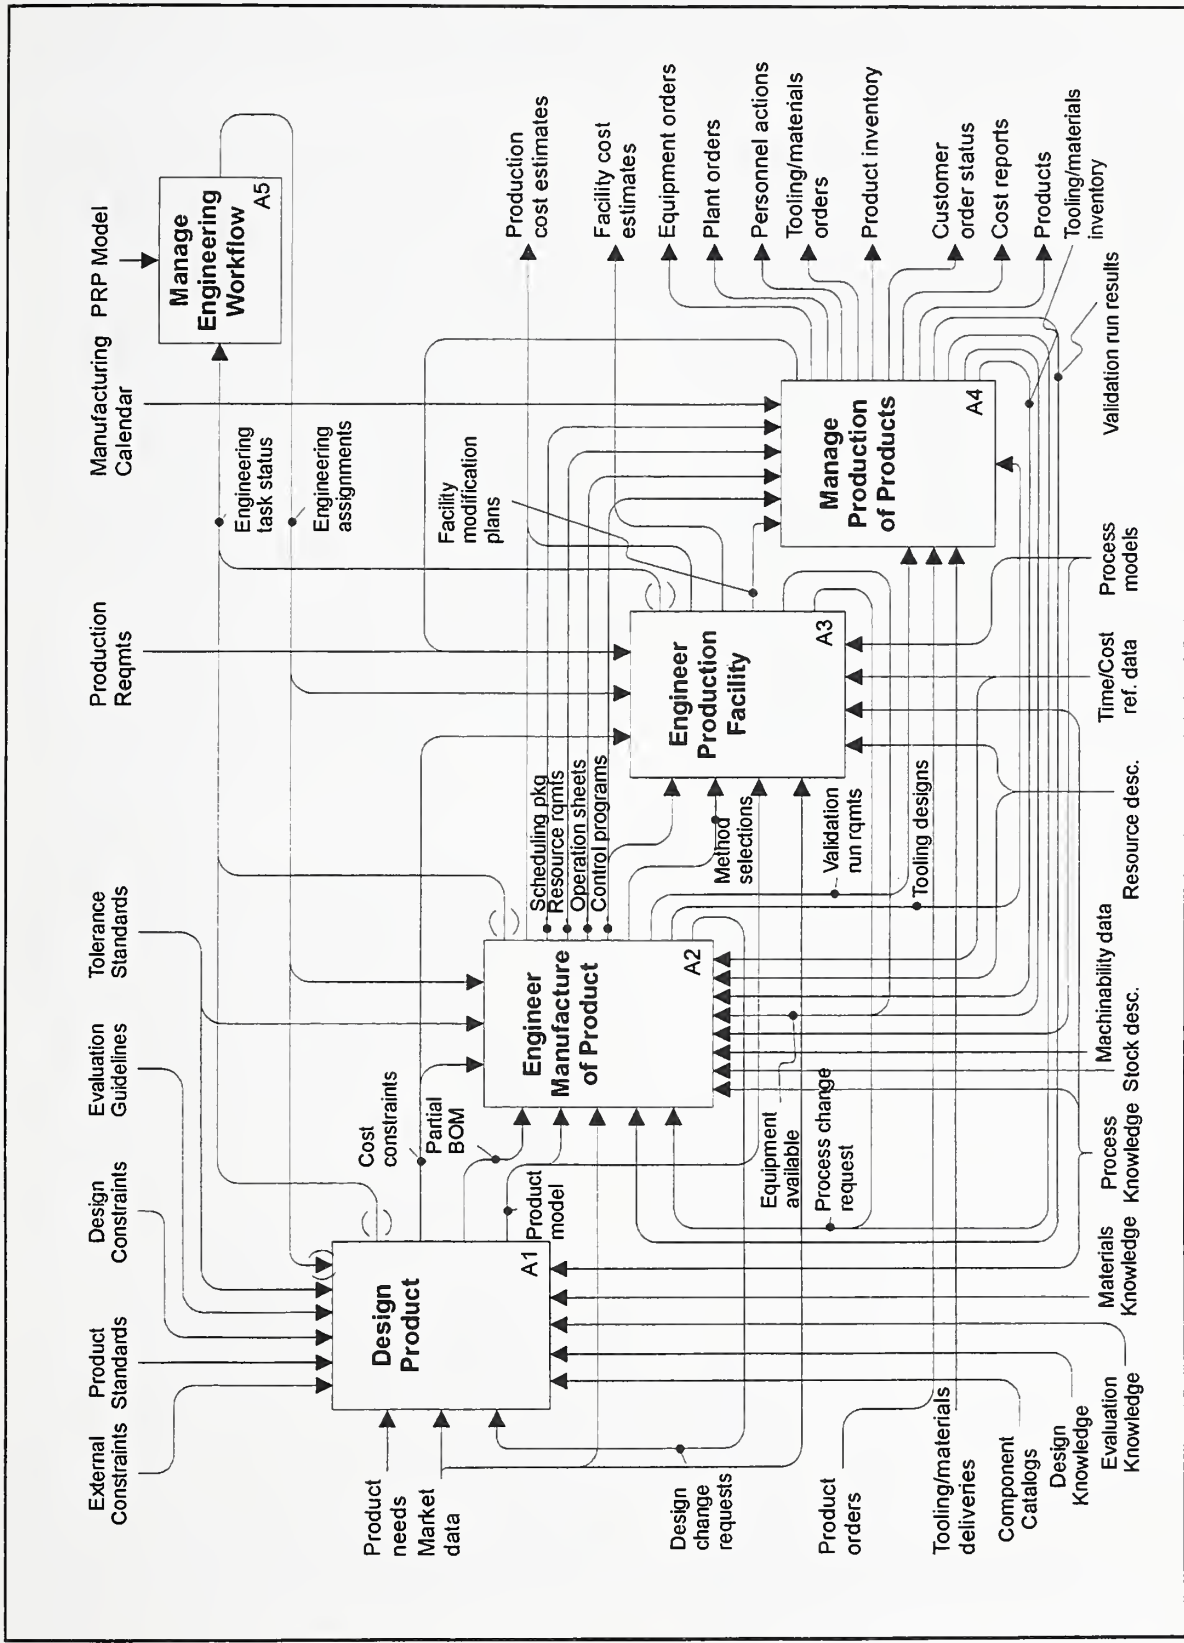 External
Constraints
Product
Standards
Design
Constraints
Evaluation
Guidelines
Tolerance
Standards
Production
Reqmts
Manufacturing
Calendar
PRP Model
Manage
Engineering
Workflow
A5
Engineering
task status
Engineering
assignments
Product
needs
Market
data
Design
Product
A1
Cost
constraints
Partial
BOM
Product
model
Engineer
Manufacture
of Product
A2
Scheduling pkg
Resource rqmts
Operation sheets
Control programs
Method
selections
Facility
modification
plans
Engineer
Production
Facility
A3
Manage
Production
of Products
A4
Production
cost estimates
Facility cost
estimates
Equipment orders
Plant orders
Personnel actions
Tooling/materials
orders
Product inventory
Customer
order status
Cost reports
Products
Tooling/materials
inventory
Validation run results
Validation
run rqmts
Tooling designs
Equipment
available
Process change
request
Design
change
requests
Product
orders
Tooling/materials
deliveries
Component
Catalogs
Design
Knowledge
Evaluation
Knowledge
Materials
Knowledge
Process
Knowledge
Stock desc.
Machinability data
Resource desc.
Time/Cost
ref. data
Process
models